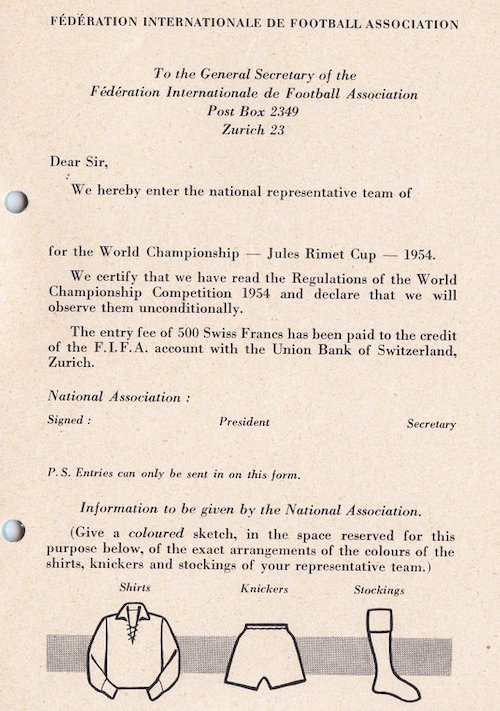 FÉDÉRATION INTERNATIONALE DE FOOTBALL ASSOCIATION
To the General Secretary of the
Fédération Internationale de Football Association
Post Box 2349
Zurich 23
Dear Sir,
We hereby enter the national representative team of
for the World Championship — Jules Rimet Cup — 1954.
We certify that we have read the Regulations of the World
Championship Competition 1954 and declare that we will
observe them unconditionally.
The entry fee of 500 Swiss Francs has been paid to the credit
of the F.I.F.A. account with the Union Bank of Switzerland,
Zurich.
National Association :
Signed : President Secretary
P. S. Entries can only be sent in on this form.
Information to be given by the National Association.
(Give a coloured sketch, in the space reserved for this
purpose below, of the exact arrangements of the colours of the
shirts, knickers and stockings of your representative team.)
Shirts Knickers Stockings